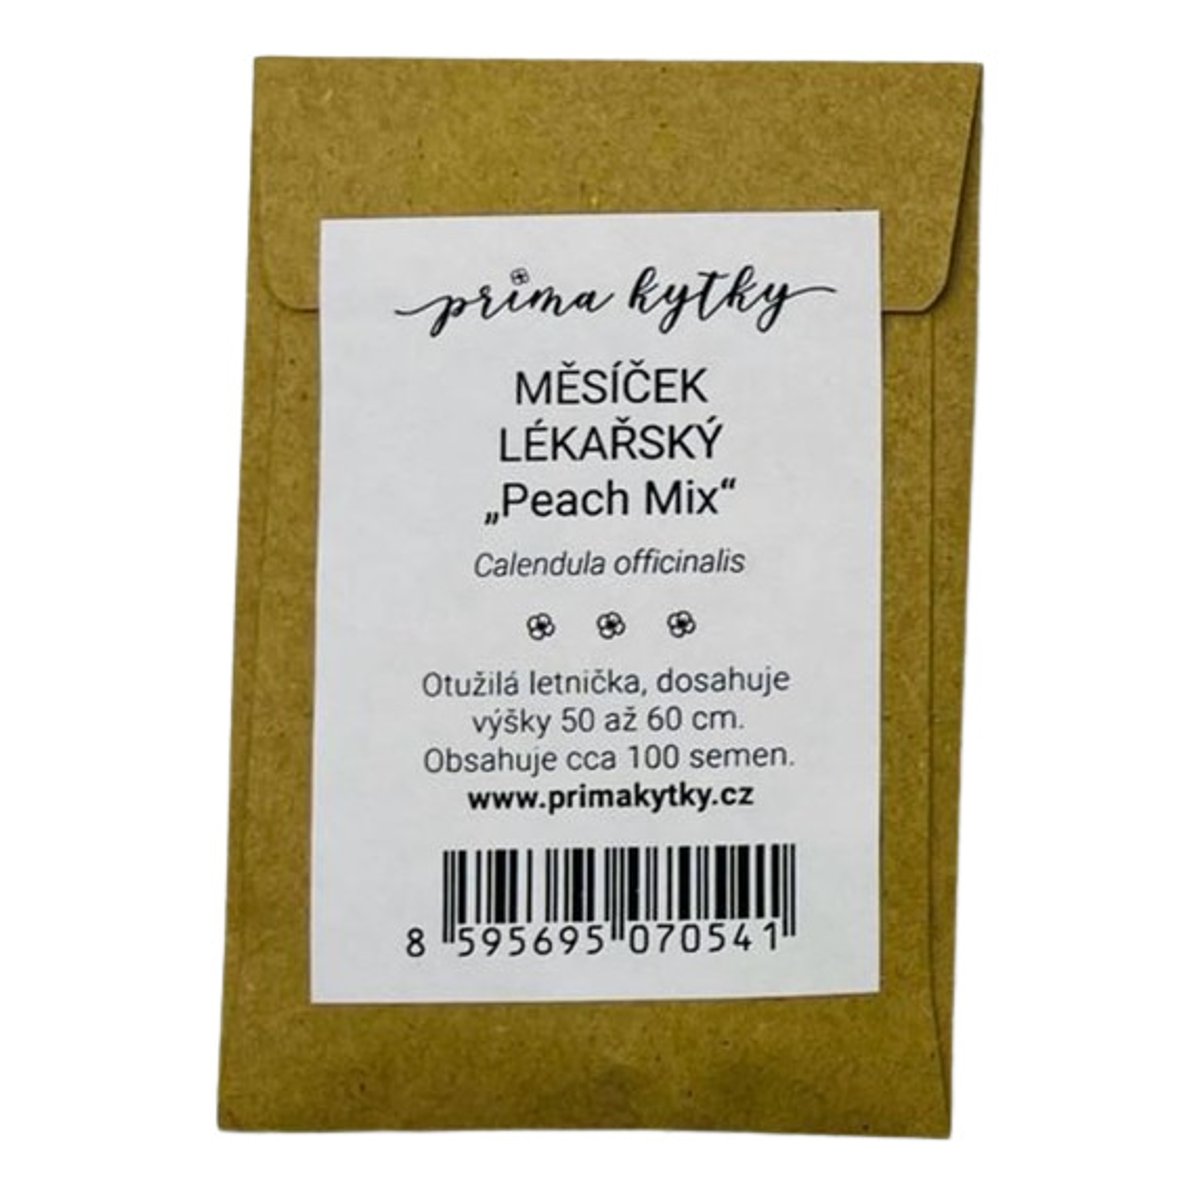 prima kytky
MĚSÍČEK
LÉKAŘSKÝ
„Peach Mix“
Calendula officinalis
Otužilá letnička, dosahuje
výšky 50 až 60 cm.
Obsahuje cca 100 semen.
www.primakytky.cz
8 595695 070541